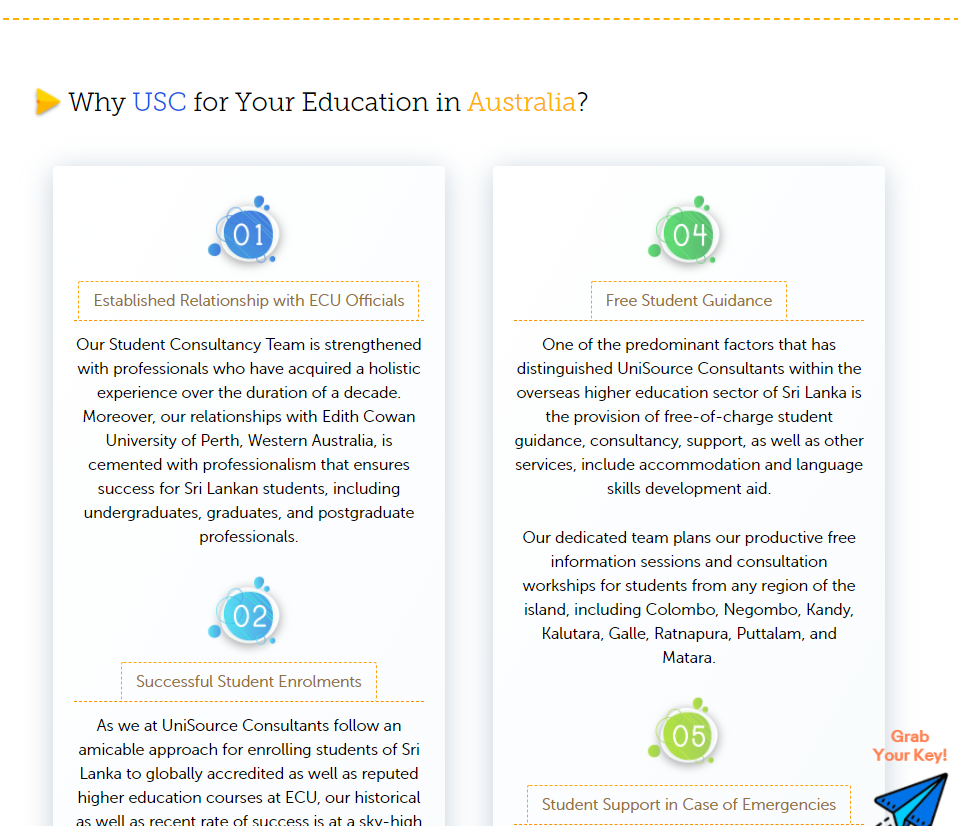 Why USC for Your Education in Australia?
01
Established Relationship with ECU Officials
Our Student Consultancy Team is strengthened
with professionals who have acquired a holistic
experience over the duration of a decade.
Moreover, our relationships with Edith Cowan
University of Perth, Western Australia, is
cemented with professionalism that ensures
success for Sri Lankan students, including
undergraduates, graduates, and postgraduate
professionals.
02
Successful Student Enrolments
As we at UniSource Consultants follow an
amicable approach for enrolling students of Sri
Lanka to globally accredited as well as reputed
higher education courses at ECU, our historical
as well as recent rate of success is at a sky-high
04
Free Student Guidance
One of the predominant factors that has
distinguished UniSource Consultants within the
overseas higher education sector of Sri Lanka is
the provision of free-of-charge student
guidance, consultancy, support, as well as other
services, include accommodation and language
skills development aid.
Our dedicated team plans our productive free
information sessions and consultation
workships for students from any region of the
island, including Colombo, Negombo, Kandy,
Kalutara, Galle, Ratnapura, Puttalam, and
Matara.
05
Student Support in Case of Emergencies
Grab
Your Key!